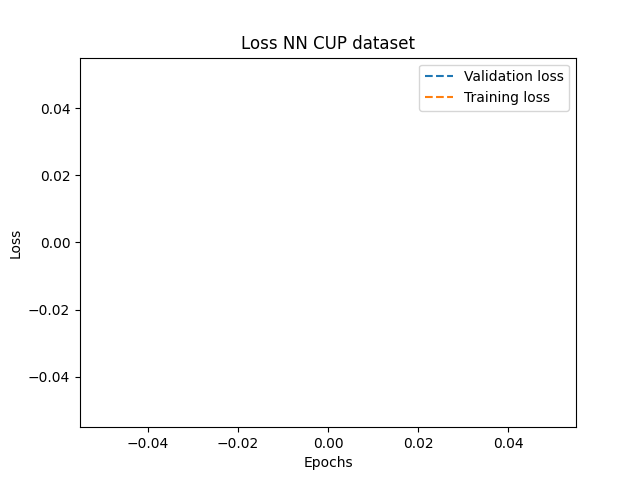 Loss NN CUP dataset
Validation loss
Training loss
0.04
0.02
0.00
−0.02
−0.04
Loss
−0.04 −0.02 0.00 0.02 0.04
Epochs